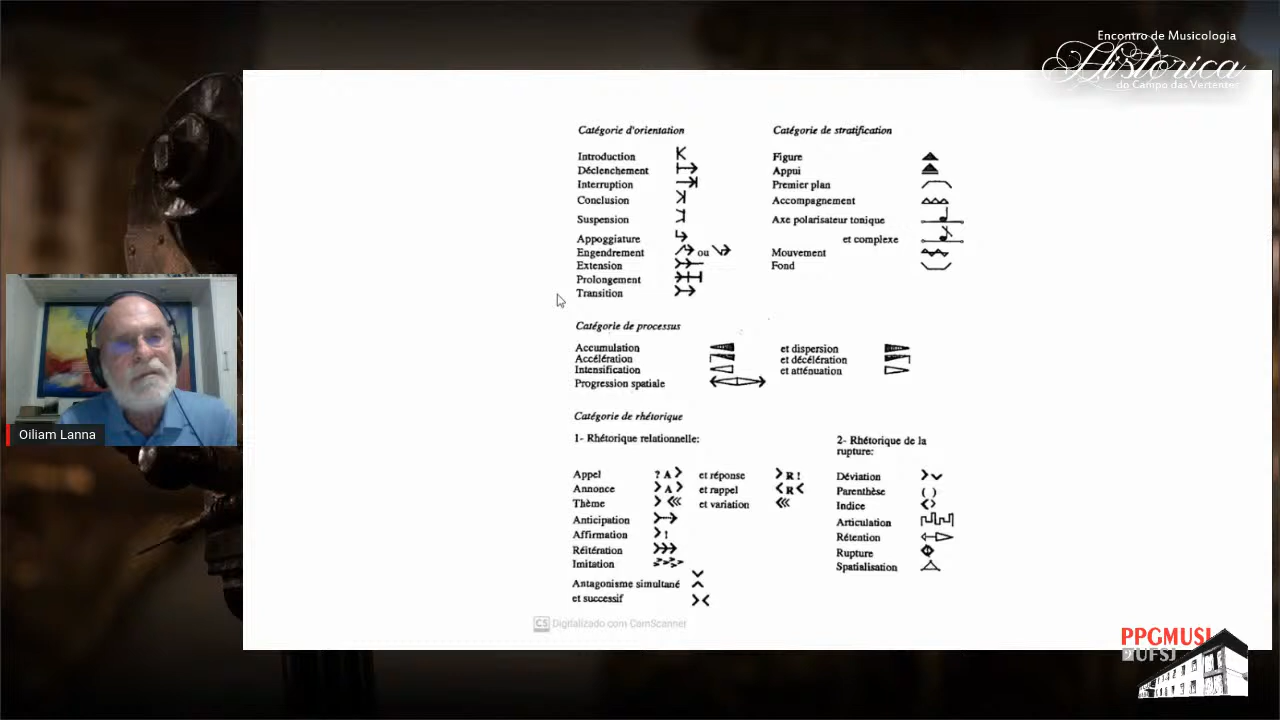 Encontro de Musicologia
Historica
do Campo das Vertentes
Catégorie d'orientation
Introduction
Déclenchement
Interruption
Conclusion
Suspension
Appoggiature
Engendrement ou
Extension
Prolongement
Transition
Catégorie de stratification
Figure
Appui
Premier plan
Accompagnement
Axe polarisateur tonique
et complexe
Mouvement
Fond
Catégorie de processus
Accumulation et dispersion
Accélération et décélération
Intensification et atténuation
Progression spatiale
Catégorie de rhétorique
1- Rhétorique relationnelle:
Appel ? A > et réponse > R !
Annonce > A > et rappel < R <
Thème > <<< et variation <<<
Anticipation
Affirmation > !
Réitération >>>
Imitation
Antagonisme simultané
et successif > <
2- Rhétorique de la
rupture:
Déviation
Parenthèse ( )
Indice < >
Articulation
Rétention
Rupture
Spatialisation
CS Digitalizado com CamScanner
Oiliam Lanna
PPGMUSI
UFSJ